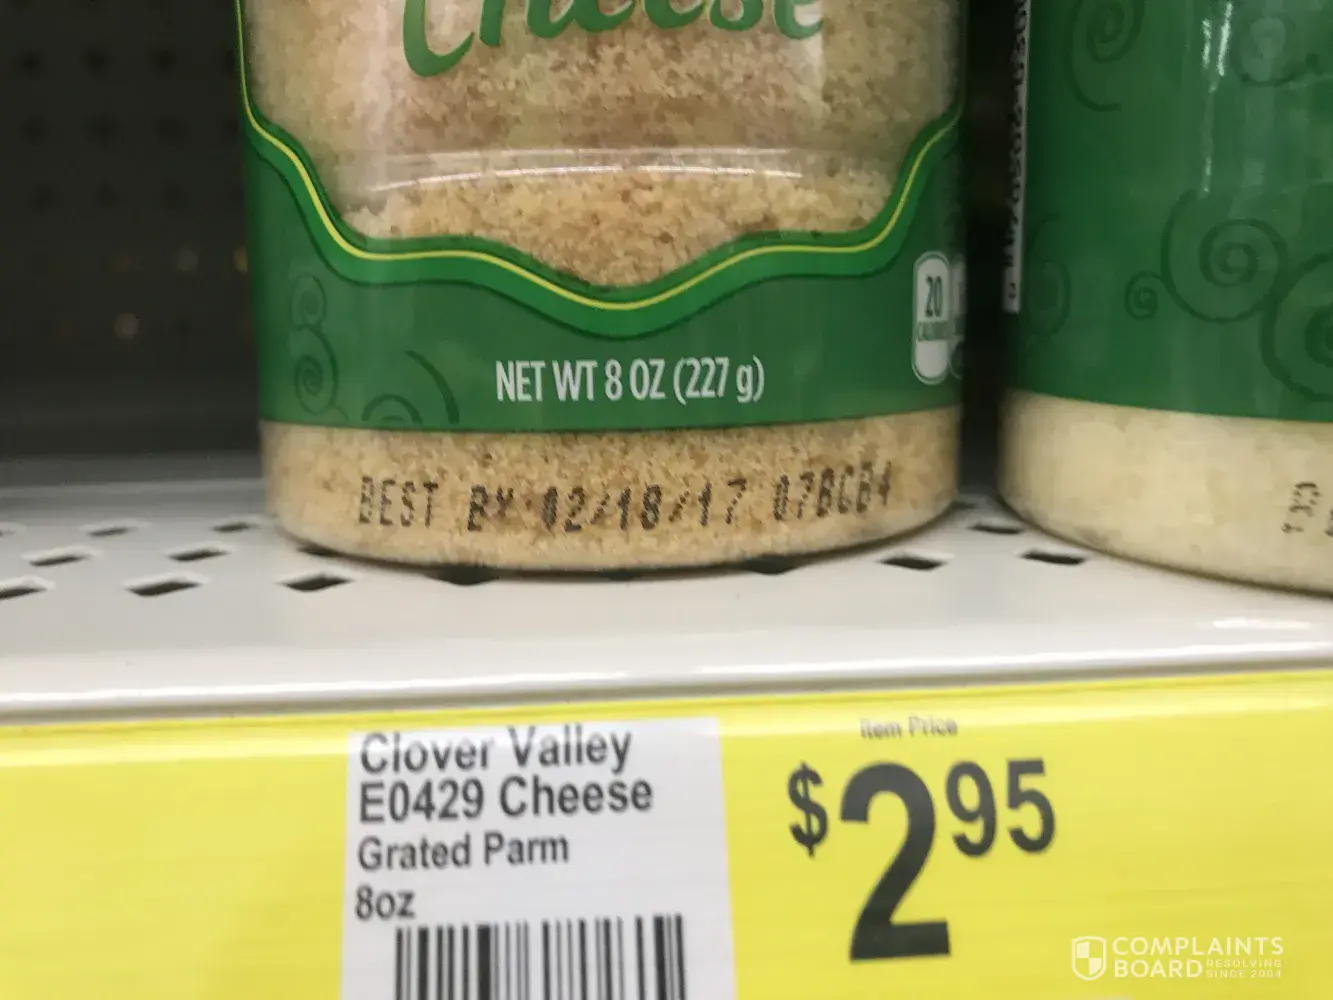 Cheese
20
CALORIES
NET WT 8 OZ (227 g)
BEST BY 02/18/17 07BCB4
Clover Valley
E0429 Cheese
Grated Parm
8oz
Item Price
$2 95
COMPLAINTS
BOARD RESOLVING
SINCE 2004